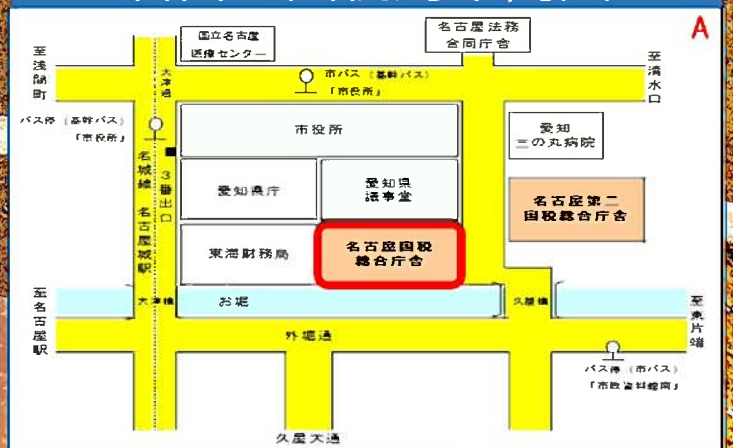 国立名古屋
医療センター
名古屋法務
合同庁舎
A
至浅間町
大津通
市バス（基幹バス）
「市役所」
至清水口
バス停（基幹バス）
「市役所」
市役所
愛知
三の丸病院
名城線 名古屋城駅
3番出口
愛知県庁
愛知県
議事堂
名古屋第二
国税総合庁舎
東海財務局
名古屋国税
総合庁舎
至名古屋駅
大津橋
お堀
久屋橋
至東片端
外堀通
バス停（市バス）
「市政資料館南」
久屋大通